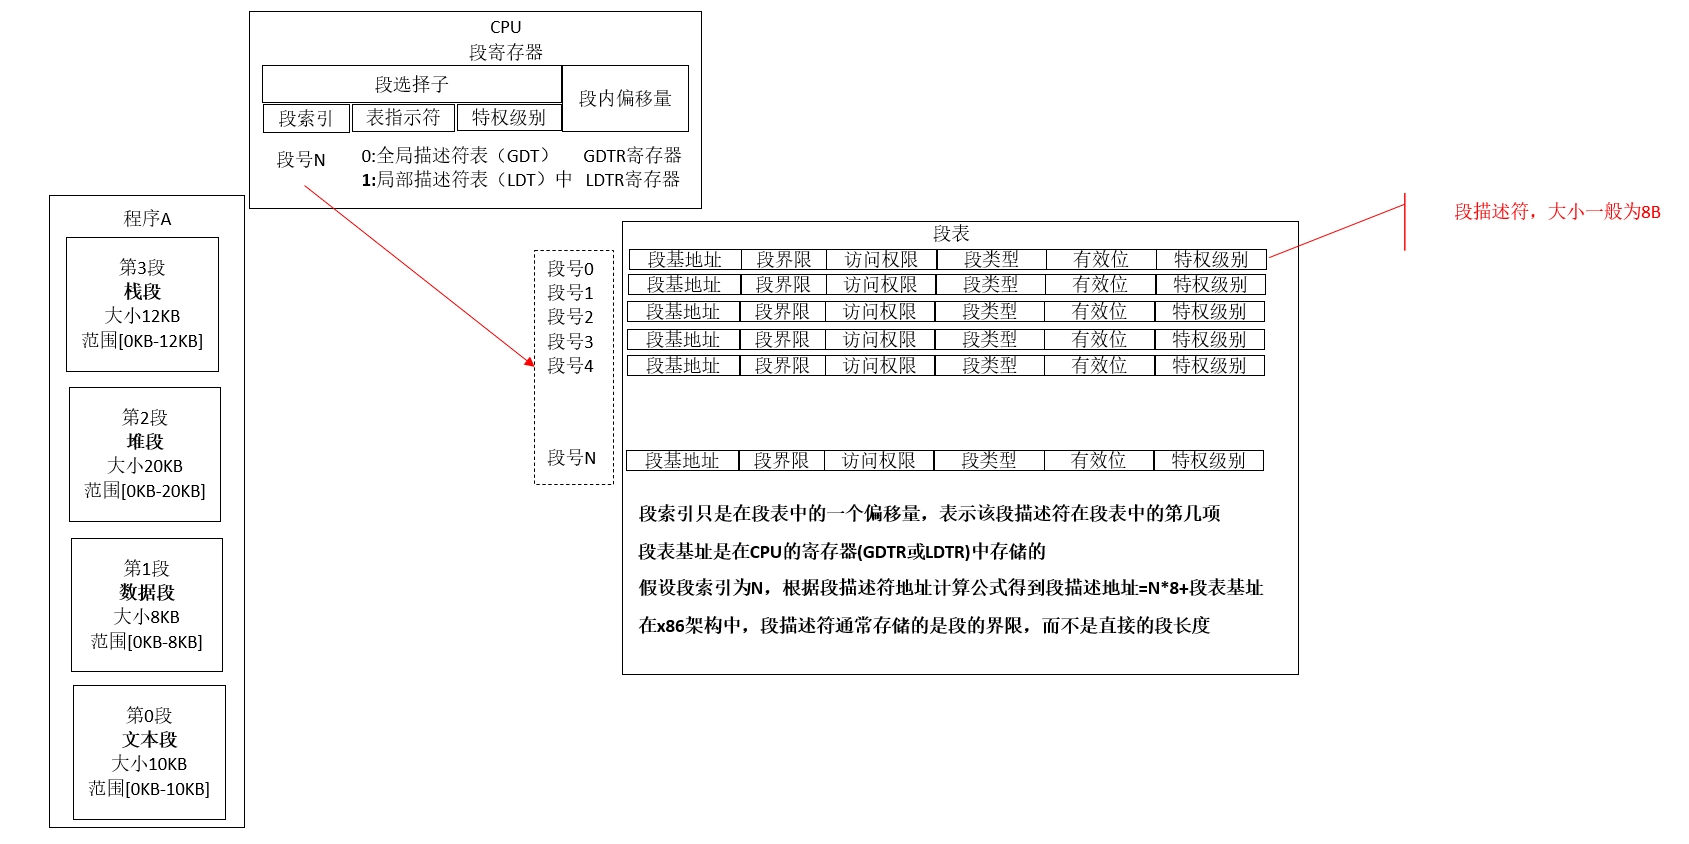 CPU
段寄存器
段选择子
段内偏移量
段索引 表指示符 特权级别
段号N
0:全局描述符表（GDT） GDTR寄存器
1:局部描述符表（LDT）中 LDTR寄存器
程序A
第3段
栈段
大小12KB
范围[0KB-12KB]
第2段
堆段
大小20KB
范围[0KB-20KB]
第1段
数据段
大小8KB
范围[0KB-8KB]
第0段
文本段
大小10KB
范围[0KB-10KB]
段号0
段号1
段号2
段号3
段号4
段号N
段表
段基地址 段界限 访问权限 段类型 有效位 特权级别
段基地址 段界限 访问权限 段类型 有效位 特权级别
段基地址 段界限 访问权限 段类型 有效位 特权级别
段基地址 段界限 访问权限 段类型 有效位 特权级别
段基地址 段界限 访问权限 段类型 有效位 特权级别
段基地址 段界限 访问权限 段类型 有效位 特权级别
段索引只是在段表中的一个偏移量，表示该段描述符在段表中的第几项
段表基址是在CPU的寄存器(GDTR或LDTR)中存储的
假设段索引为N，根据段描述符地址计算公式得到段描述地址=N*8+段表基址
在x86架构中，段描述符通常存储的是段的界限，而不是直接的段长度
段描述符，大小一般为8B